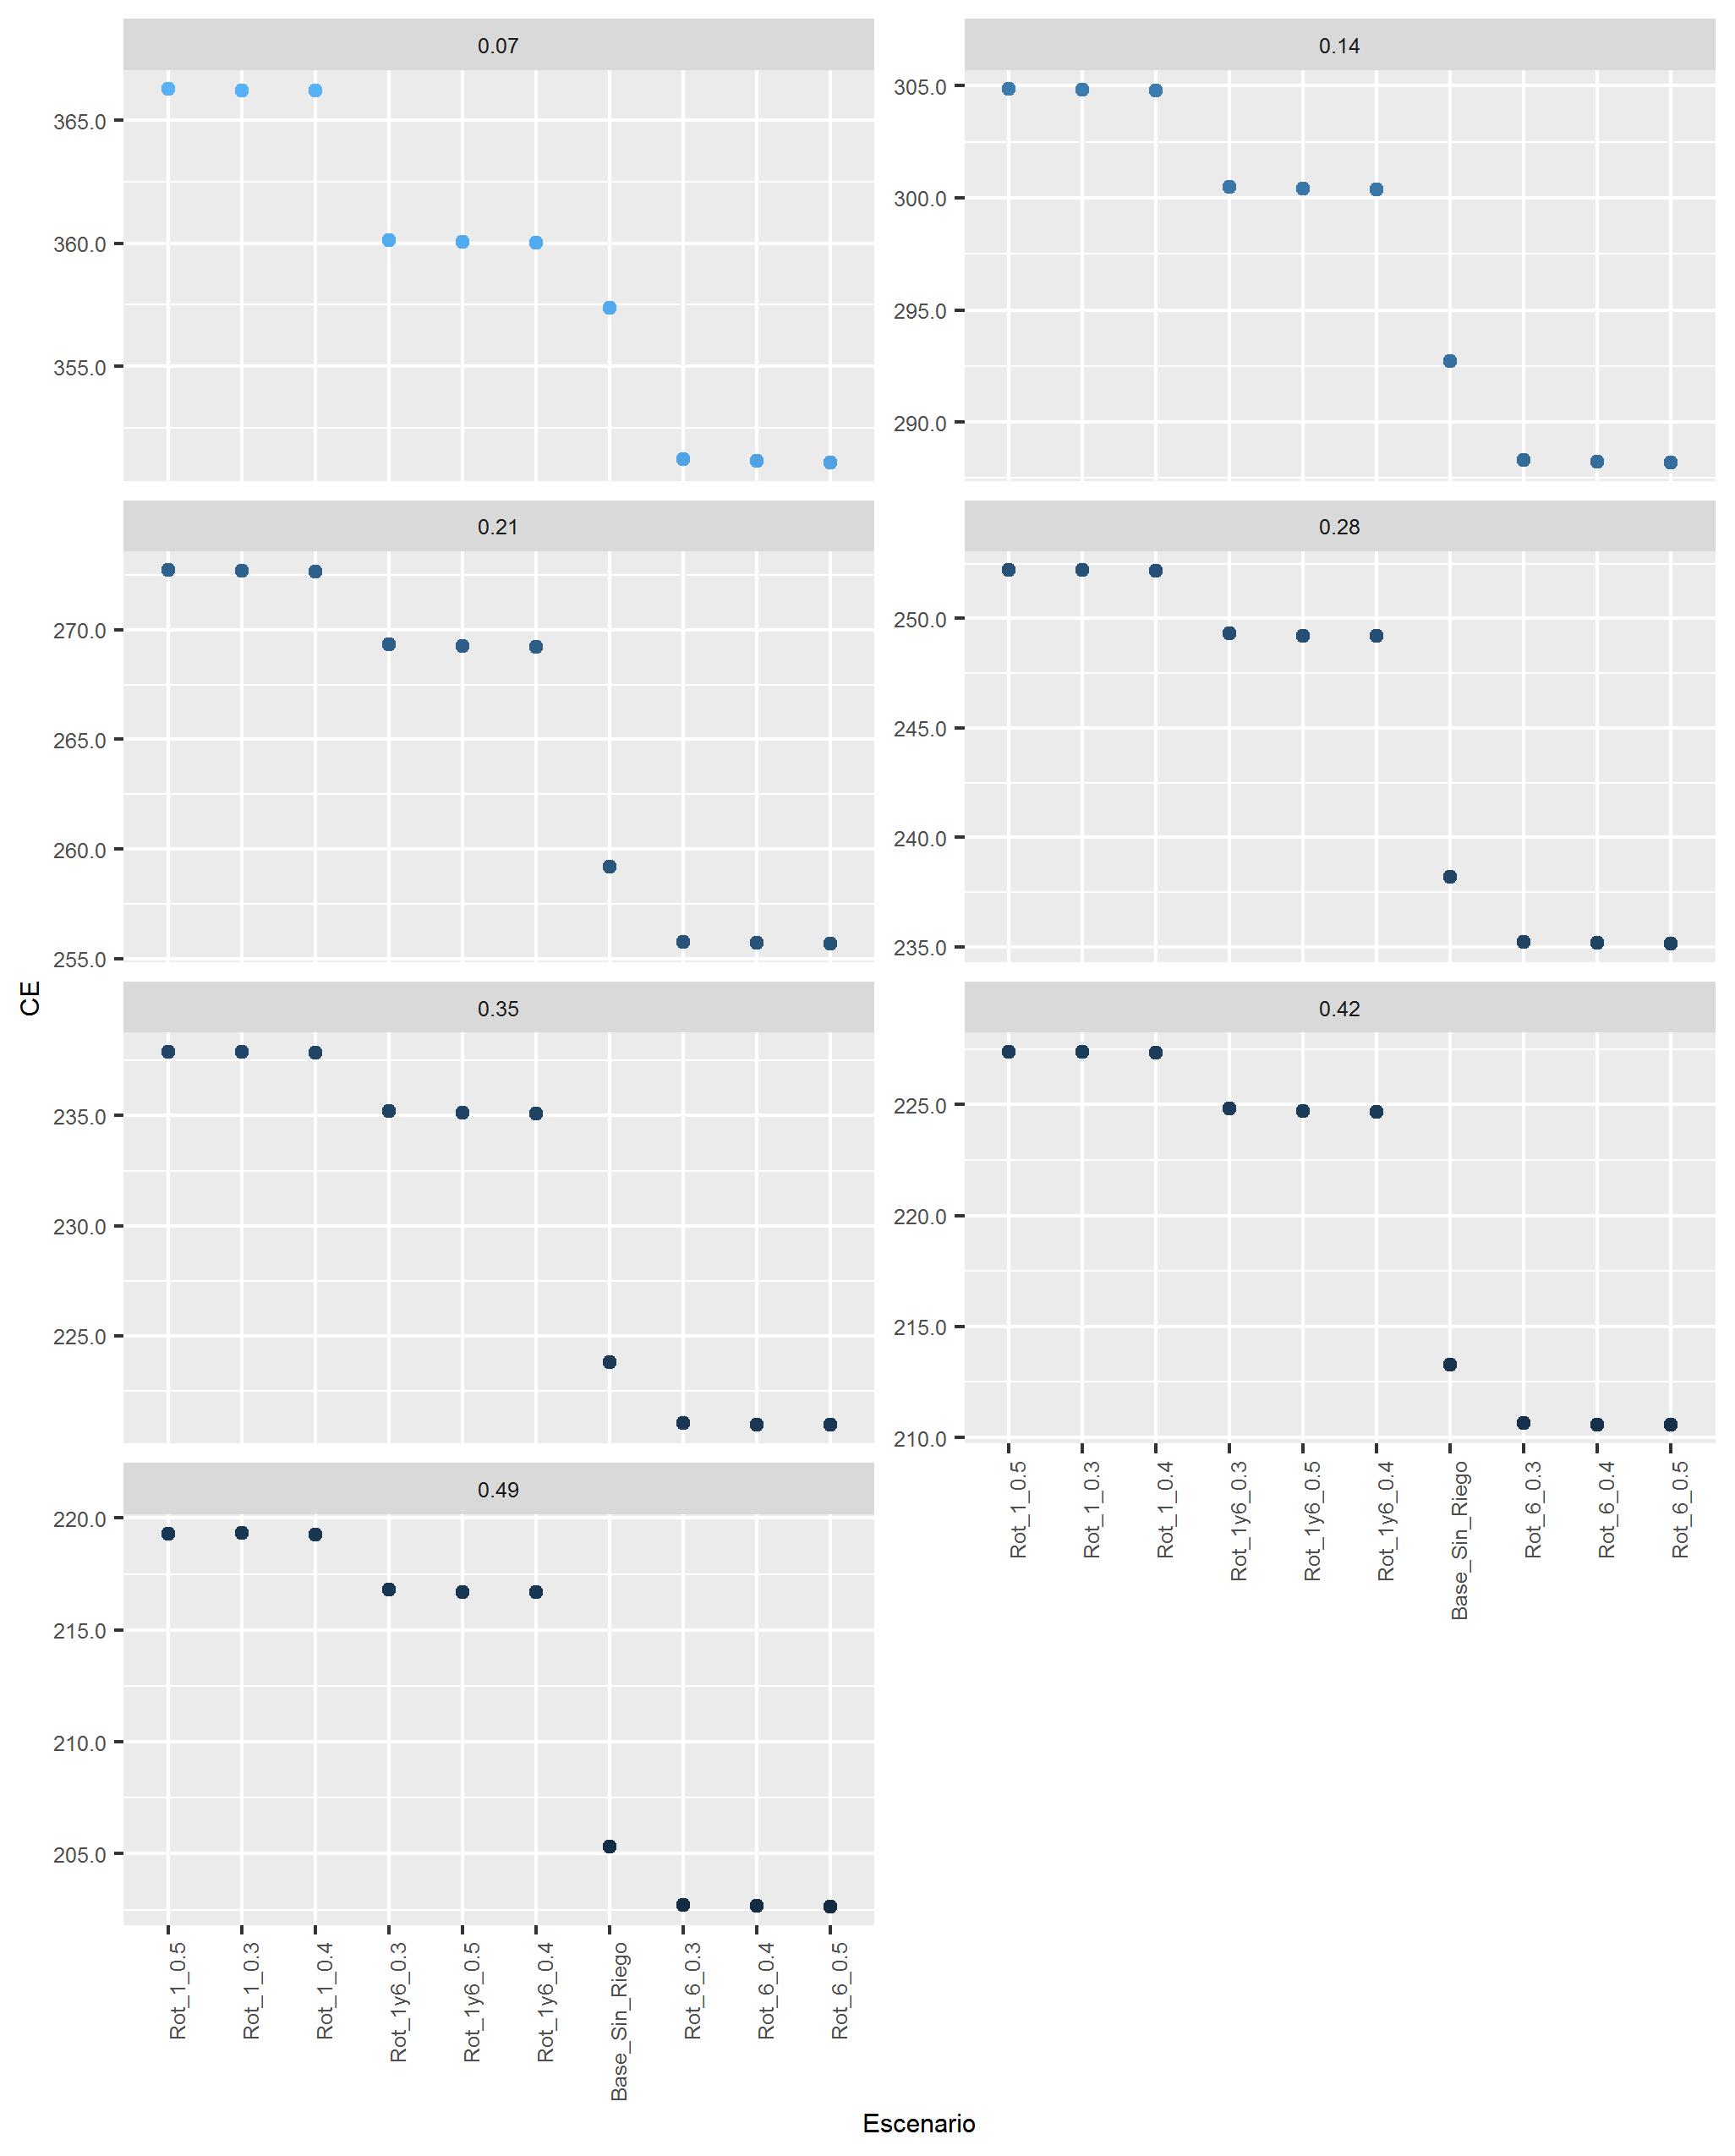 0.07
0.14
365.0
360.0
355.0
305.0
300.0
295.0
290.0
0.21
0.28
270.0
265.0
260.0
255.0
250.0
245.0
240.0
235.0
CE
0.35
0.42
235.0
230.0
225.0
225.0
220.0
215.0
210.0
Rot_1_0.5
Rot_1_0.3
Rot_1_0.4
Rot_1y6_0.3
Rot_1y6_0.5
Rot_1y6_0.4
Base_Sin_Riego
Rot_6_0.3
Rot_6_0.4
Rot_6_0.5
0.49
220.0
215.0
210.0
205.0
Rot_1_0.5
Rot_1_0.3
Rot_1_0.4
Rot_1y6_0.3
Rot_1y6_0.5
Rot_1y6_0.4
Base_Sin_Riego
Rot_6_0.3
Rot_6_0.4
Rot_6_0.5
Escenario